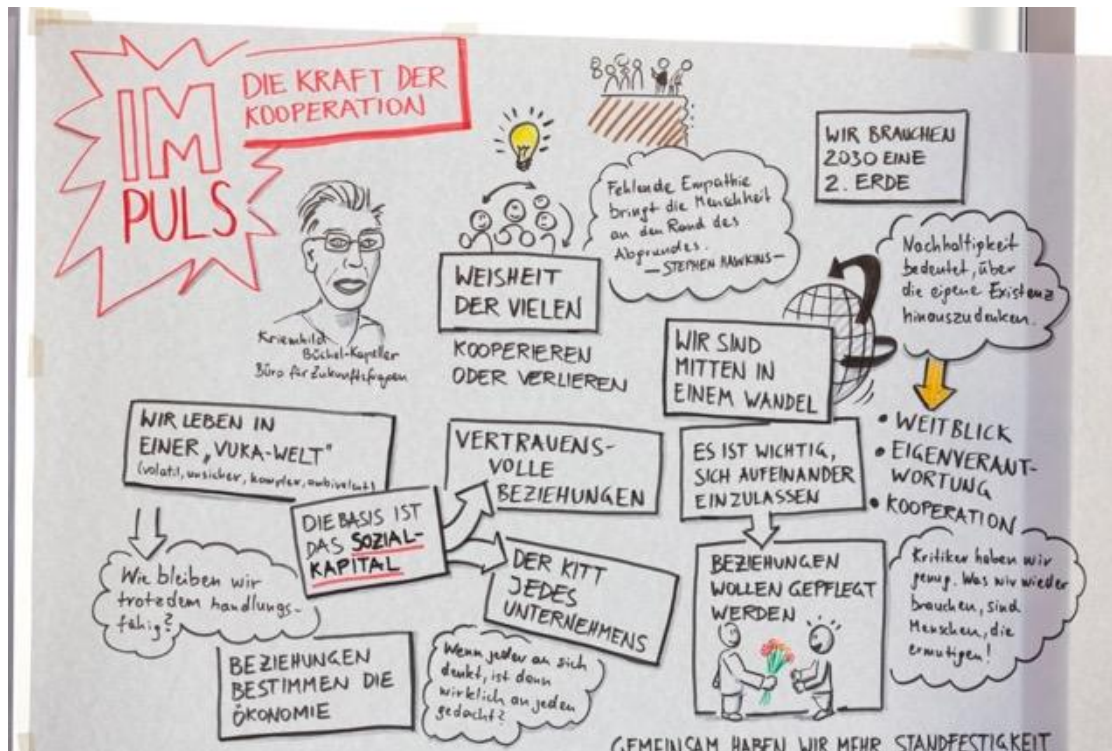 IM
PULS
DIE KRAFT DER
KOOPERATION
Kriemhild
Büchel-Kapeller
Büro für Zukunftsfragen
WEISHEIT
DER VIELEN
KOOPERIEREN
ODER VERLIEREN
Fehlende Empathie
bringt die Menschheit
an den Rand des
Abgrundes.
— STEPHEN HAWKINS —
WIR BRAUCHEN
2030 EINE
2. ERDE
Nachhaltigkeit
bedeutet, über
die eigene Existenz
hinauszudenken.
WIR SIND
MITTEN IN
EINEM WANDEL
• WEITBLICK
• EIGENVERANT-
WORTUNG
• KOOPERATION
WIR LEBEN IN
EINER „VUKA-WELT"
(volatil, unsicher, komplex, ambivalent)
Wie bleiben wir
trotzdem handlungs-
fähig?
DIE BASIS IST
DAS SOZIAL-
KAPITAL
VERTRAUENS-
VOLLE
BEZIEHUNGEN
DER KITT
JEDES
UNTERNEHMENS
ES IST WICHTIG,
SICH AUFEINANDER
EINZULASSEN
BEZIEHUNGEN
WOLLEN GEPFLEGT
WERDEN
Kritiker haben wir
genug. Was wir wieder
brauchen, sind
Menschen, die
ermutigen!
BEZIEHUNGEN
BESTIMMEN DIE
ÖKONOMIE
Wenn jeder an sich
denkt, ist dann
wirklich an jeden
gedacht?
GEMEINSAM HABEN WIR MEHR STANDFESTIGKEIT